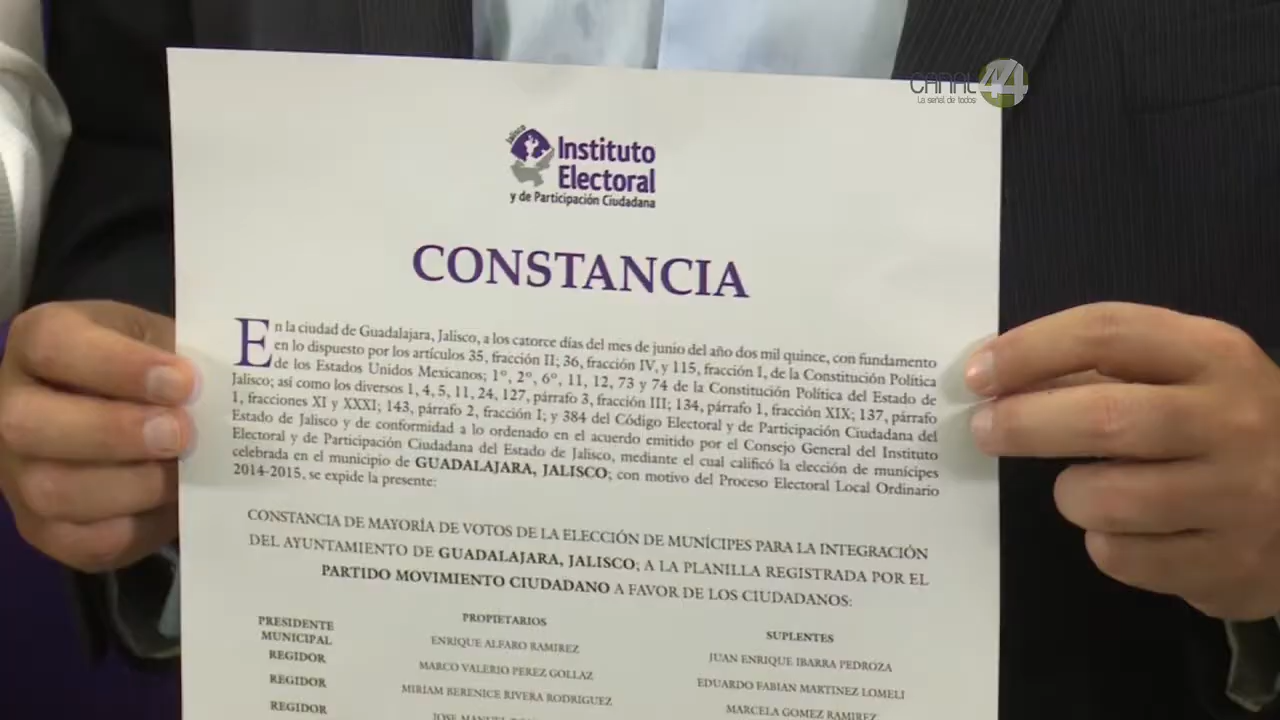 CANAL 44
La señal de todos
Jalisco
Instituto
Electoral
y de Participación Ciudadana
CONSTANCIA
En la ciudad de Guadalajara, Jalisco, a los catorce días del mes de junio del año dos mil quince, con fundamento
en lo dispuesto por los artículos 35, fracción II; 36, fracción IV, y 115, fracción I, de la Constitución Política
de los Estados Unidos Mexicanos; 1º, 2º, 6º, 11, 12, 73 y 74 de la Constitución Política del Estado de
Jalisco; así como los diversos 1, 4, 5, 11, 24, 127, párrafo 3, fracción III; 134, párrafo 1, fracción XIX; 137, párrafo
1, fracciones XI y XXXI; 143, párrafo 2, fracción I; y 384 del Código Electoral y de Participación Ciudadana del
Estado de Jalisco y de conformidad a lo ordenado en el acuerdo emitido por el Consejo General del Instituto
Electoral y de Participación Ciudadana del Estado de Jalisco, mediante el cual calificó la elección de munícipes
celebrada en el municipio de GUADALAJARA, JALISCO; con motivo del Proceso Electoral Local Ordinario
2014-2015, se expide la presente:
CONSTANCIA DE MAYORÍA DE VOTOS DE LA ELECCIÓN DE MUNÍCIPES PARA LA INTEGRACIÓN
DEL AYUNTAMIENTO DE GUADALAJARA, JALISCO; A LA PLANILLA REGISTRADA POR EL
PARTIDO MOVIMIENTO CIUDADANO A FAVOR DE LOS CIUDADANOS:
PROPIETARIOS SUPLENTES
PRESIDENTE
MUNICIPAL ENRIQUE ALFARO RAMIREZ JUAN ENRIQUE IBARRA PEDROZA
REGIDOR MARCO VALERIO PEREZ GOLLAZ EDUARDO FABIAN MARTINEZ LOMELI
REGIDOR MIRIAM BERENICE RIVERA RODRIGUEZ MARCELA GOMEZ RAMIREZ
REGIDOR JOSE MANUEL